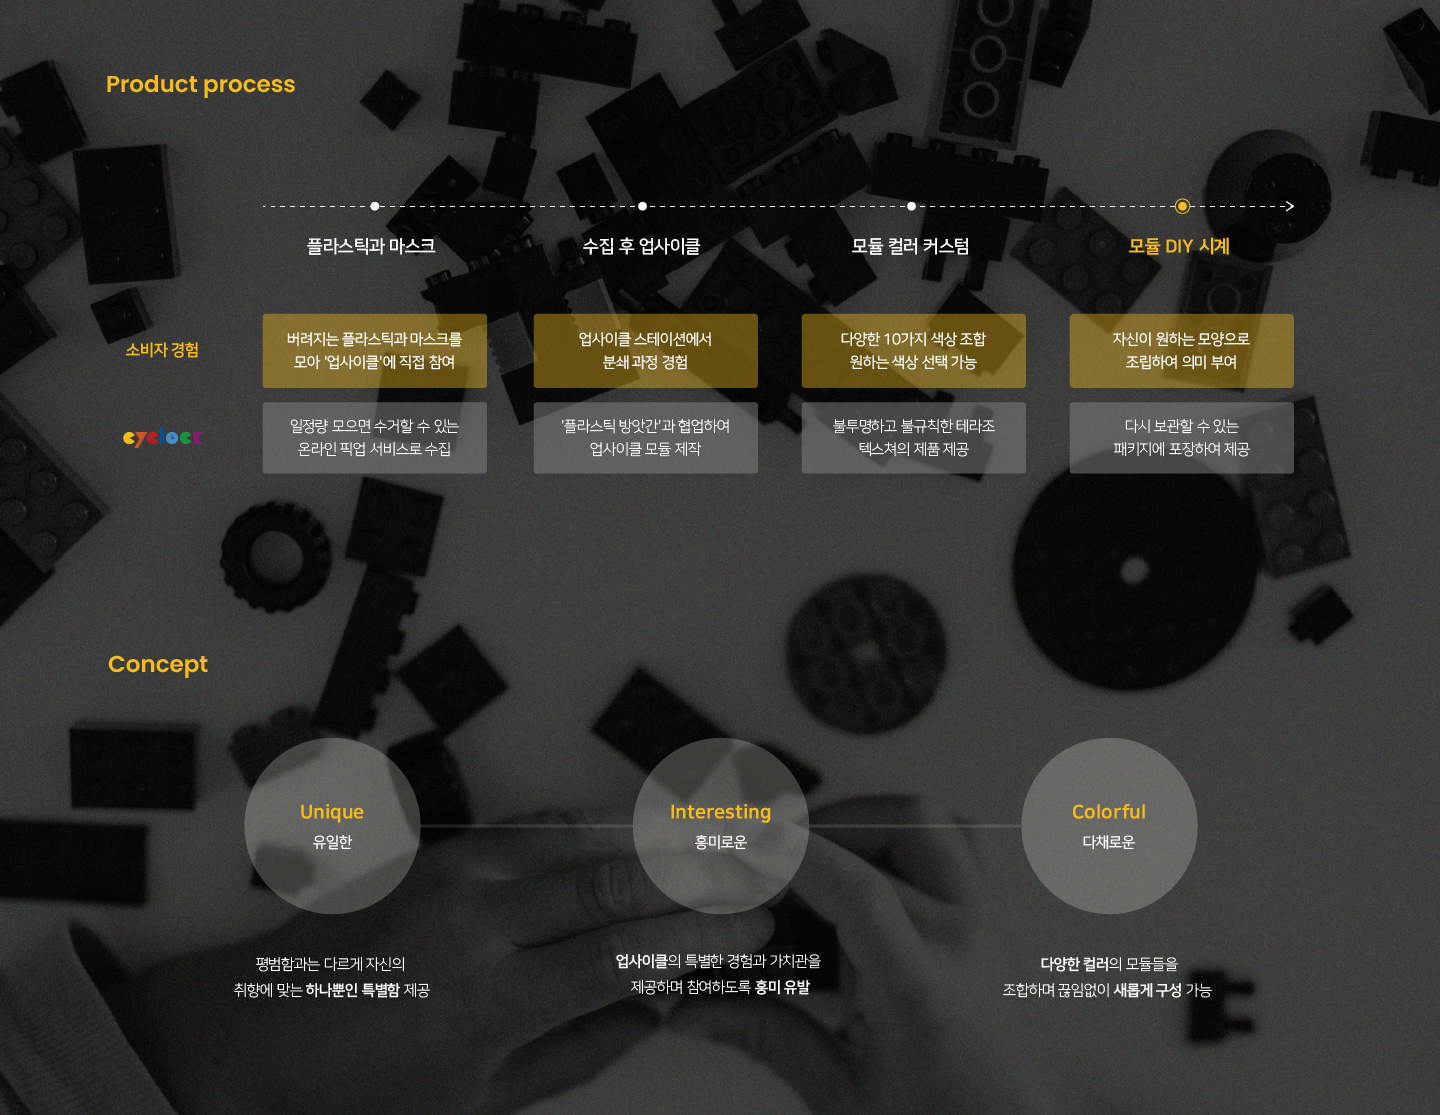 Product process
플라스틱과 마스크
수집 후 업사이클
모듈 컬러 커스텀
모듈 DIY 시계
소비자 경험
버려지는 플라스틱과 마스크를
모아 '업사이클'에 직접 참여
업사이클 스테이션에서
분쇄 과정 경험
다양한 10가지 색상 조합
원하는 색상 선택 가능
자신이 원하는 모양으로
조립하여 의미 부여
cyclock
일정량 모으면 수거할 수 있는
온라인 픽업 서비스로 수집
'플라스틱 방앗간'과 협업하여
업사이클 모듈 제작
불투명하고 불규칙한 테라조
텍스쳐의 제품 제공
다시 보관할 수 있는
패키지에 포장하여 제공
Concept
Unique
유일한
Interesting
흥미로운
Colorful
다채로운
평범함과는 다르게 자신의
취향에 맞는 하나뿐인 특별함 제공
업사이클의 특별한 경험과 가치관을
제공하며 참여하도록 흥미 유발
다양한 컬러의 모듈들을
조합하며 끊임없이 새롭게 구성 가능